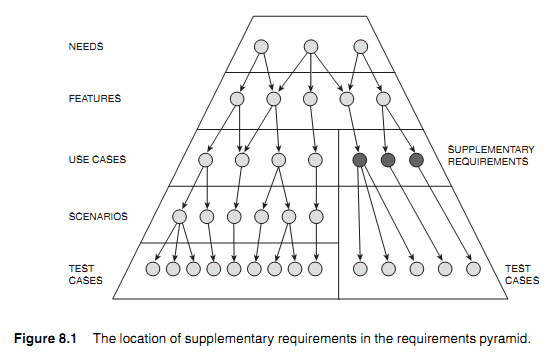 NEEDS
FEATURES
USE CASES
SUPPLEMENTARY
REQUIREMENTS
SCENARIOS
TEST
CASES
TEST
CASES
Figure 8.1 The location of supplementary requirements in the requirements pyramid.